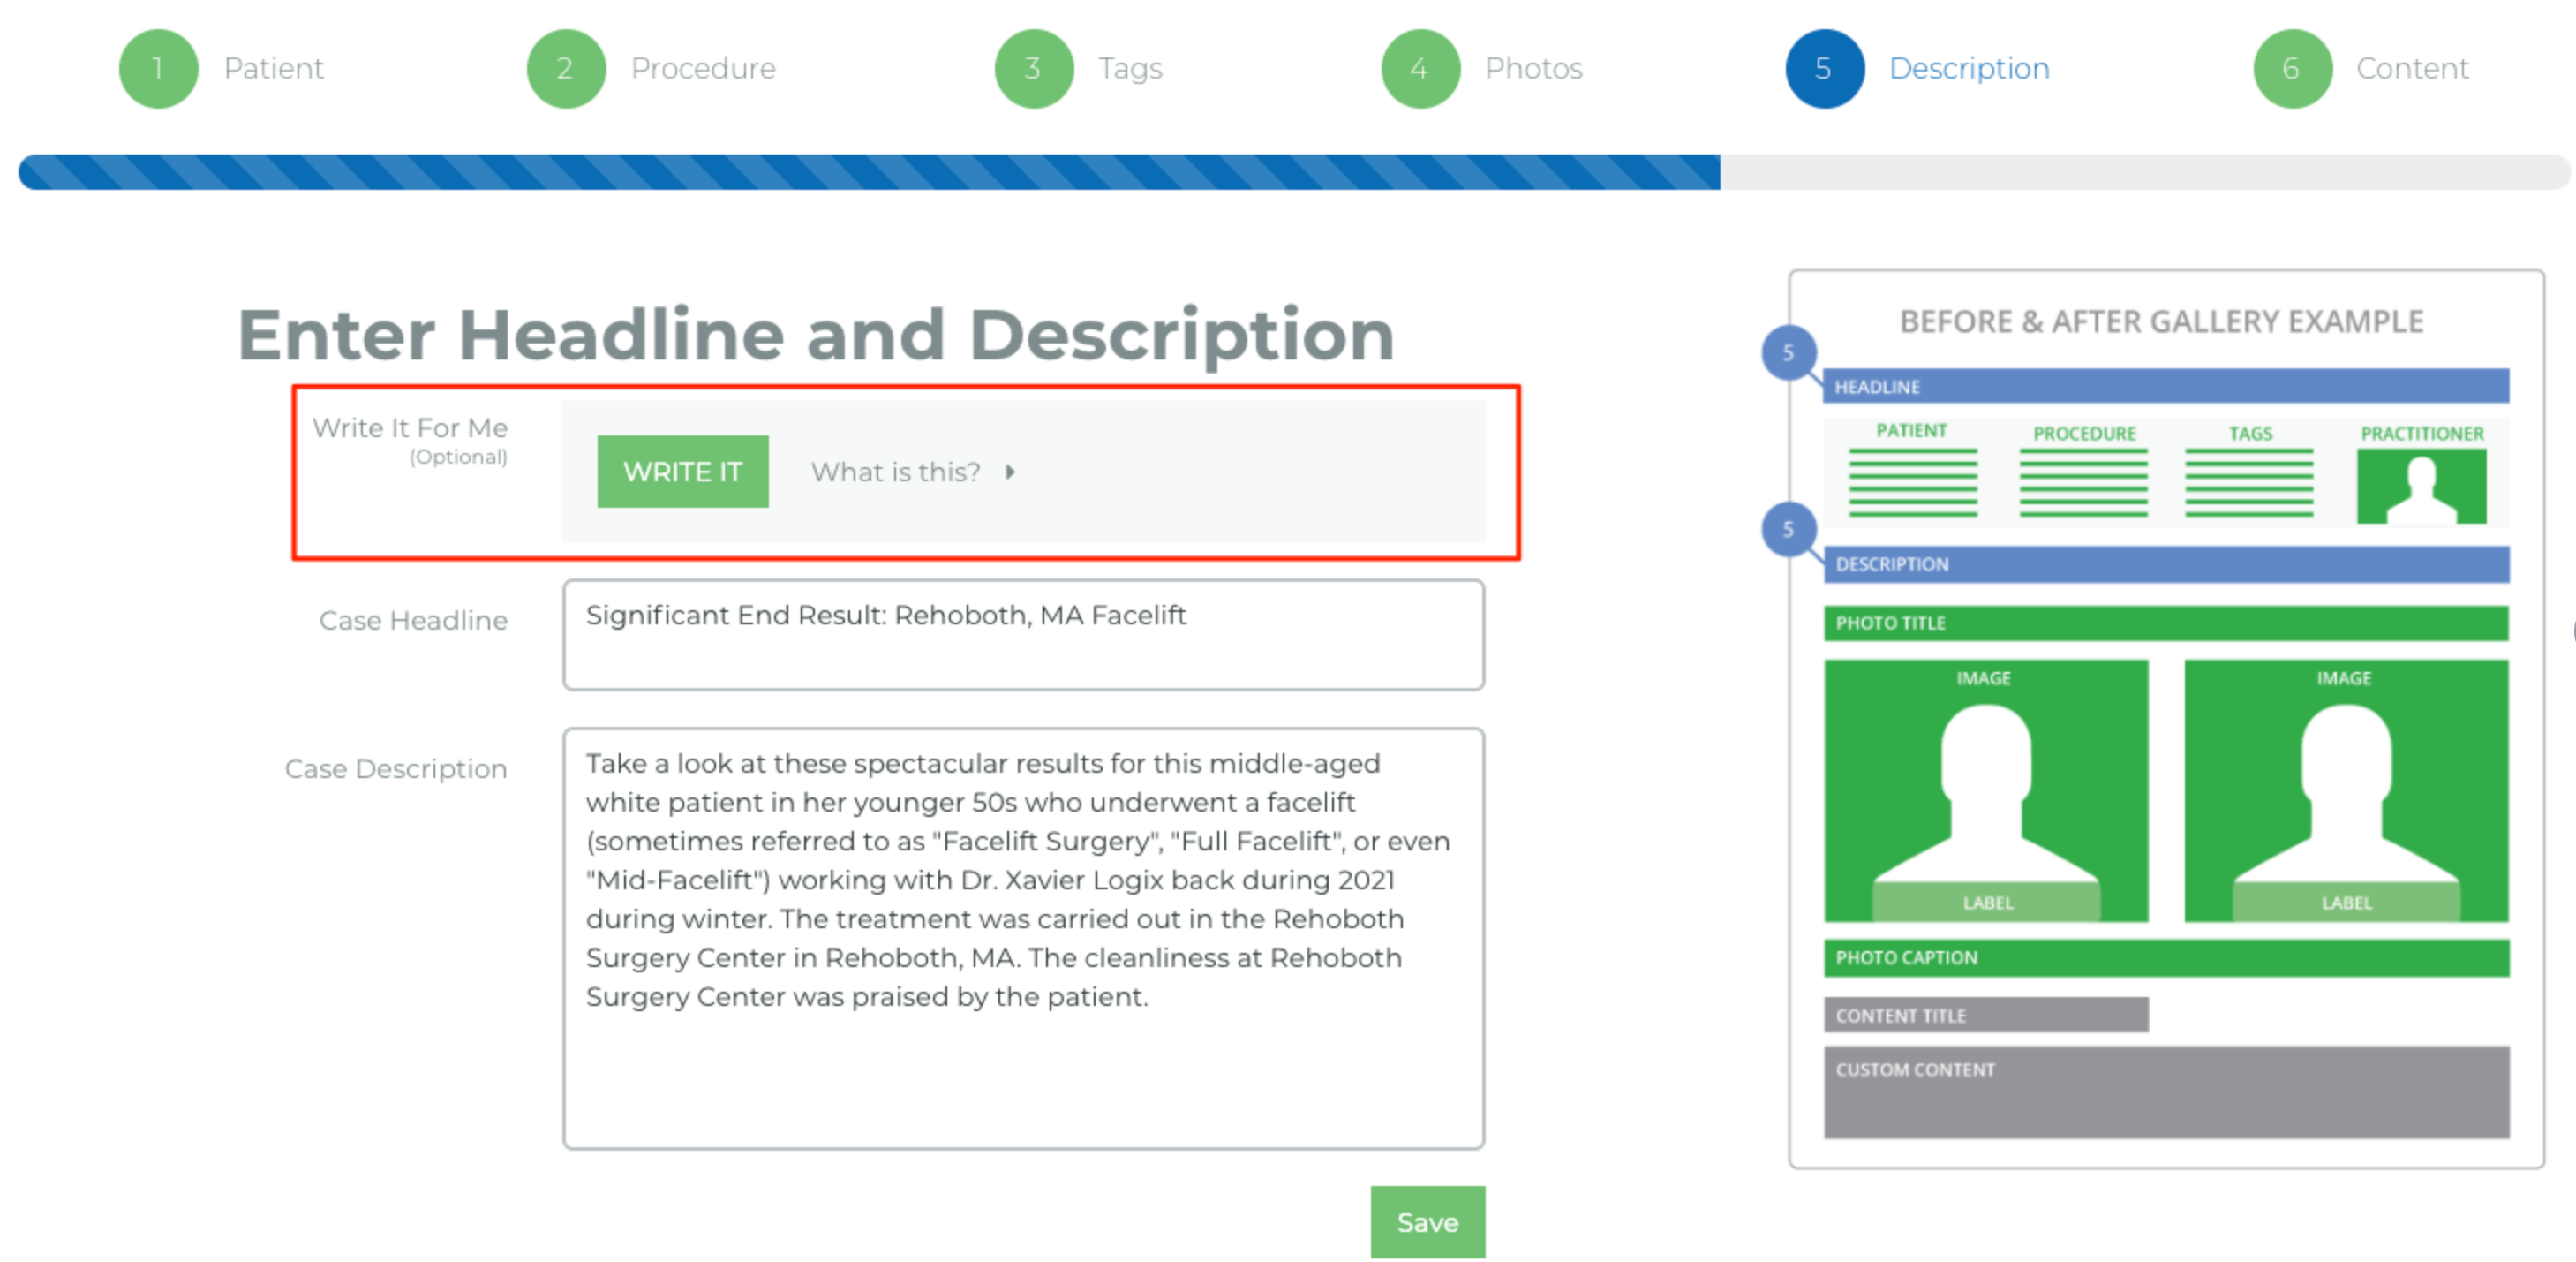 1 Patient 2 Procedure 3 Tags 4 Photos 5 Description 6 Content
Enter Headline and Description
Write It For Me
(Optional)
WRITE IT What is this?
Case Headline
Significant End Result: Rehoboth, MA Facelift
Case Description
Take a look at these spectacular results for this middle-aged
white patient in her younger 50s who underwent a facelift
(sometimes referred to as "Facelift Surgery", "Full Facelift", or even
"Mid-Facelift") working with Dr. Xavier Logix back during 2021
during winter. The treatment was carried out in the Rehoboth
Surgery Center in Rehoboth, MA. The cleanliness at Rehoboth
Surgery Center was praised by the patient.
Save
BEFORE & AFTER GALLERY EXAMPLE
5
HEADLINE
PATIENT PROCEDURE TAGS PRACTITIONER
5
DESCRIPTION
PHOTO TITLE
IMAGE IMAGE
LABEL LABEL
PHOTO CAPTION
CONTENT TITLE
CUSTOM CONTENT